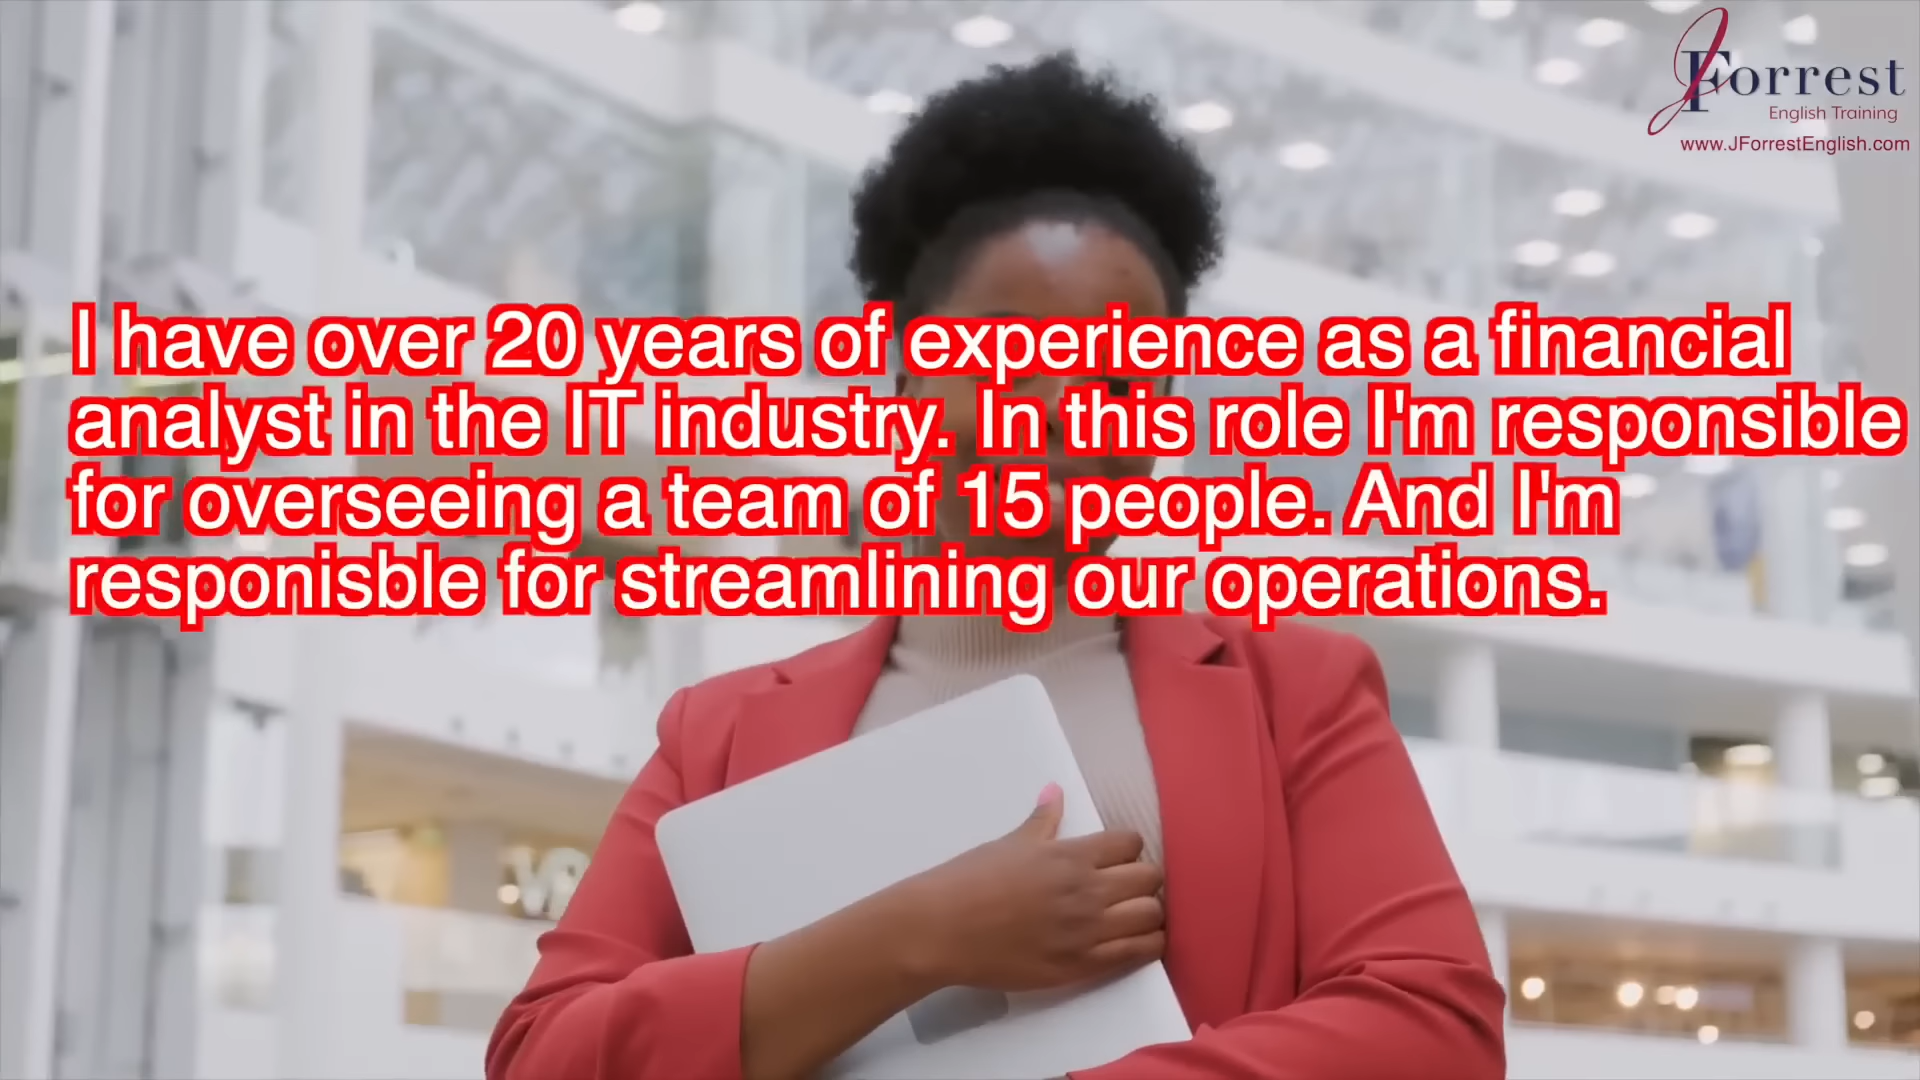 JForrest
English Training
www.JForrestEnglish.com
I have over 20 years of experience as a financial
analyst in the IT industry. In this role I'm responsible
for overseeing a team of 15 people. And I'm
responisble for streamlining our operations.